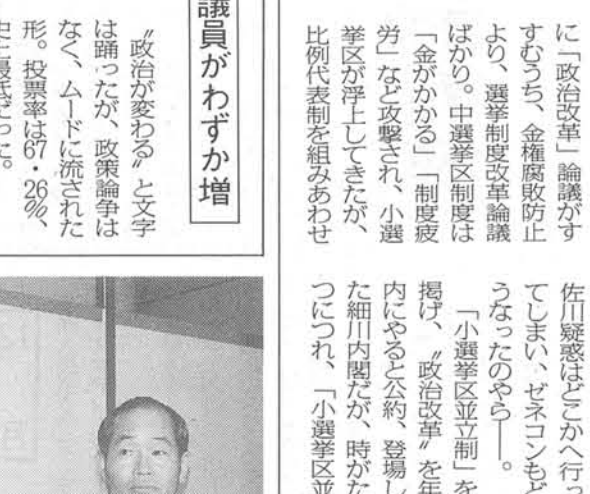 に「政治改革」論議がす
すむうち、金権腐敗防止
より、選挙制度改革論議
ばかり。中選挙区制度は
「金がかかる」「制度疲
労」など攻撃され、小選
挙区が浮上してきたが、
比例代表制を組みあわせ
佐川疑惑はどこかへ行っ
てしまい、ゼネコンもど
うなったのやら――。
「小選挙区並立制」を
掲げ、〝政治改革〟を年
内にやると公約、登場し
た細川内閣だが、時がた
つにつれ、「小選挙区並
議員がわずか増
〝政治が変わる〟と文字
は踊ったが、政策論争は
なく、ムードに流された
形。投票率は67・26%、
史上最低だった。